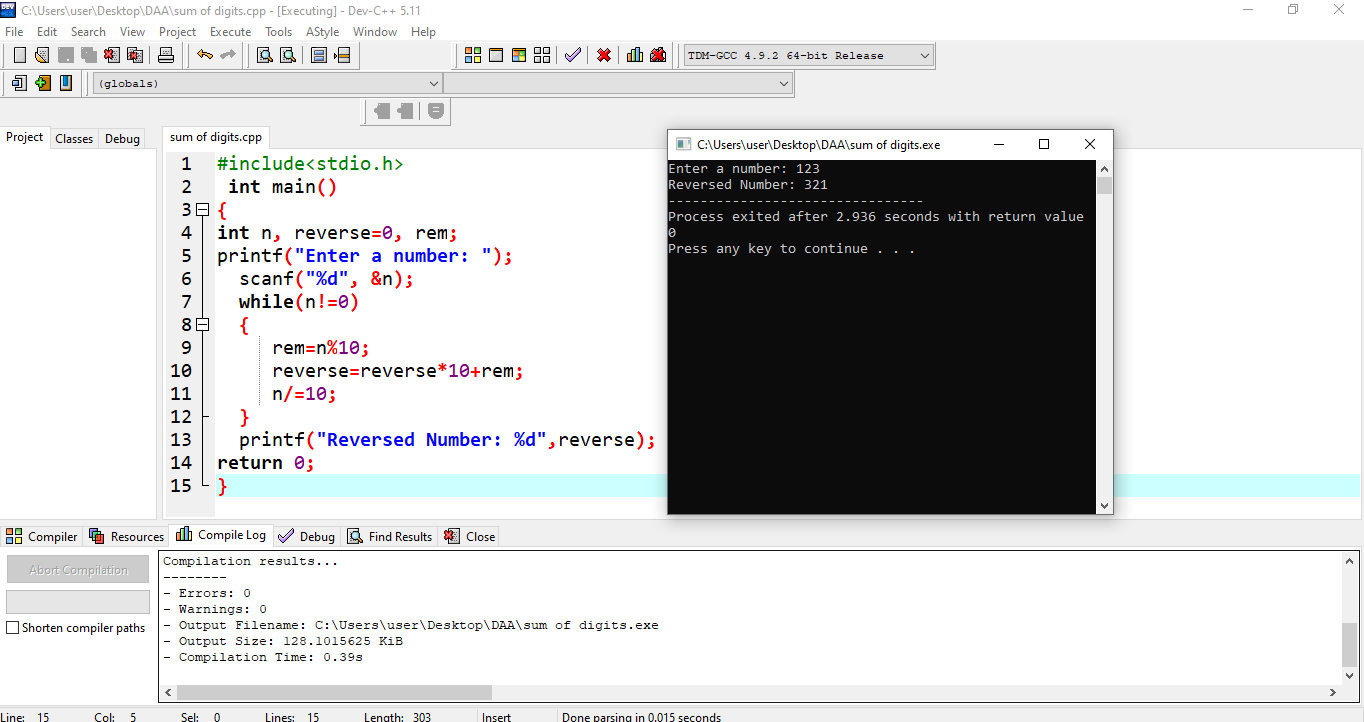 C:\Users\user\Desktop\DAA\sum of digits.cpp - [Executing] - Dev-C++ 5.11
File Edit Search View Project Execute Tools AStyle Window Help
TDM-GCC 4.9.2 64-bit Release
(globals)
Project Classes Debug
sum of digits.cpp
1 #include<stdio.h>
2 int main()
3 {
4 int n, reverse=0, rem;
5 printf("Enter a number: ");
6 scanf("%d", &n);
7 while(n!=0)
8 {
9 rem=n%10;
10 reverse=reverse*10+rem;
11 n/=10;
12 }
13 printf("Reversed Number: %d",reverse);
14 return 0;
15 }
C:\Users\user\Desktop\DAA\sum of digits.exe
Enter a number: 123
Reversed Number: 321
--------------------------------
Process exited after 2.936 seconds with return value
0
Press any key to continue . . .
Compiler Resources Compile Log Debug Find Results Close
Abort Compilation
Shorten compiler paths
Compilation results...
--------
- Errors: 0
- Warnings: 0
- Output Filename: C:\Users\user\Desktop\DAA\sum of digits.exe
- Output Size: 128.1015625 KiB
- Compilation Time: 0.39s
Line: 15 Col: 5 Sel: 0 Lines: 15 Length: 303 Insert Done parsing in 0.015 seconds